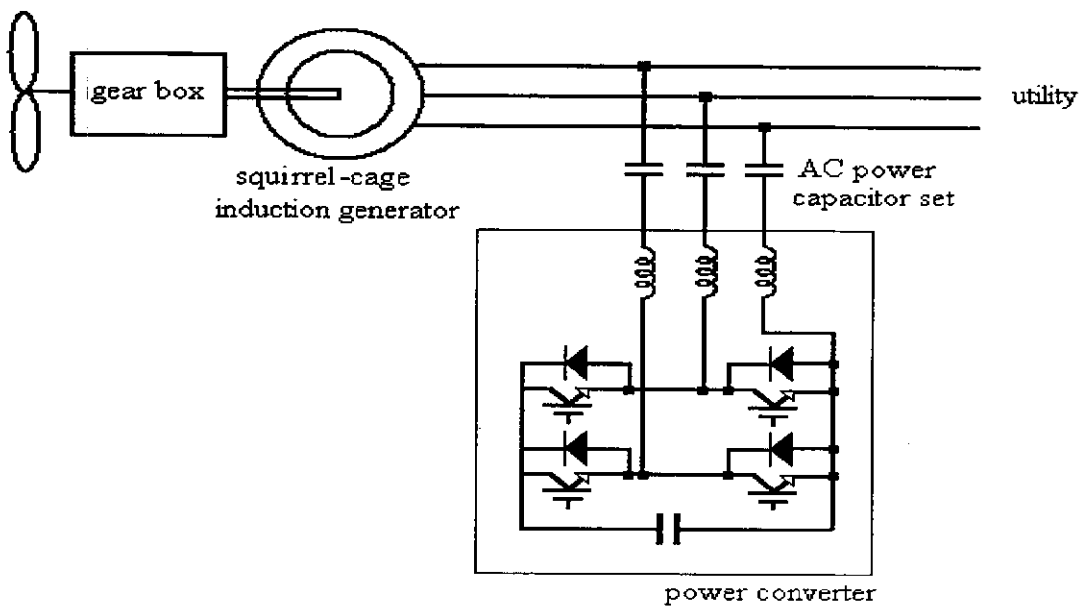 gear box
utility
squirrel-cage
induction generator
AC power
capacitor set
power converter